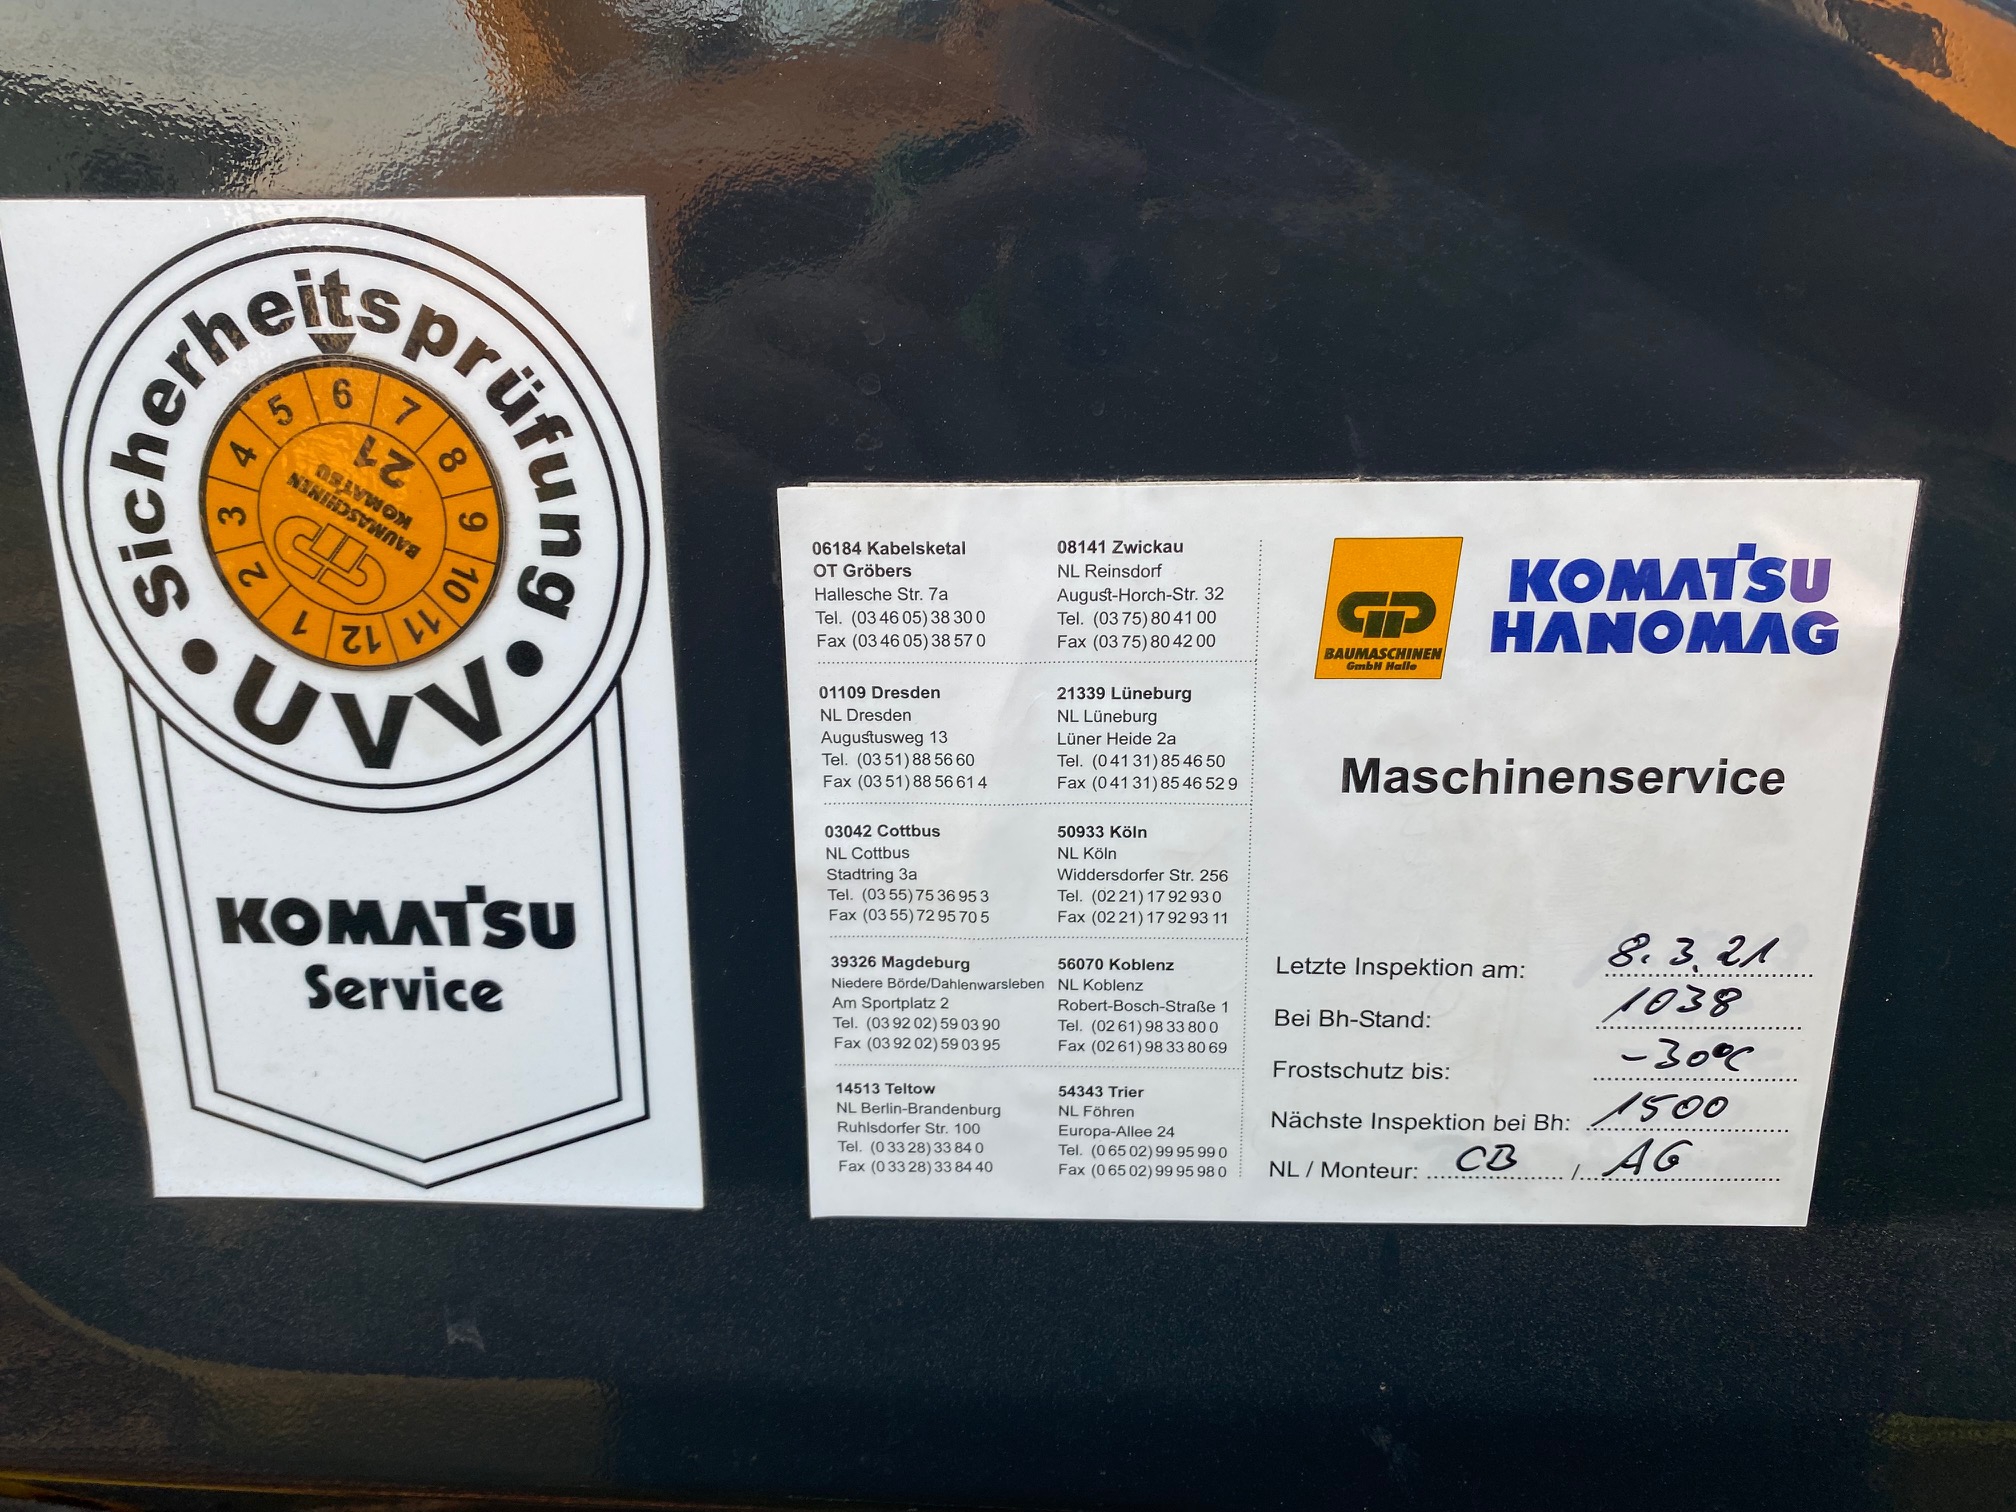 Sicherheitsprüfung
UVV
1 2 3 4 5 6 7 8 9 10 11 12
21
BAUMASCHINEN
KOMATSU
KOMATSU
Service
06184 Kabelsketal
OT Gröbers
Hallesche Str. 7a
Tel. (03 46 05) 38 30 0
Fax (03 46 05) 38 57 0
01109 Dresden
NL Dresden
Augustusweg 13
Tel. (03 51) 88 56 60
Fax (03 51) 88 56 61 4
03042 Cottbus
NL Cottbus
Stadtring 3a
Tel. (03 55) 75 36 95 3
Fax (03 55) 72 95 70 5
39326 Magdeburg
Niedere Börde/Dahlenwarsleben
Am Sportplatz 2
Tel. (03 92 02) 59 03 90
Fax (03 92 02) 59 03 95
14513 Teltow
NL Berlin-Brandenburg
Ruhlsdorfer Str. 100
Tel. (0 33 28) 33 84 0
Fax (0 33 28) 33 84 40
08141 Zwickau
NL Reinsdorf
August-Horch-Str. 32
Tel. (03 75) 80 41 00
Fax (03 75) 80 42 00
21339 Lüneburg
NL Lüneburg
Lüner Heide 2a
Tel. (0 41 31) 85 46 50
Fax (0 41 31) 85 46 52 9
50933 Köln
NL Köln
Widdersdorfer Str. 256
Tel. (02 21) 17 92 93 0
Fax (02 21) 17 92 93 11
56070 Koblenz
NL Koblenz
Robert-Bosch-Straße 1
Tel. (02 61) 98 33 80 0
Fax (02 61) 98 33 80 69
54343 Trier
NL Föhren
Europa-Allee 24
Tel. (0 65 02) 99 95 99 0
Fax (0 65 02) 99 95 98 0
BAUMASCHINEN
GmbH Halle
KOMATSU
HANOMAG
Maschinenservice
Letzte Inspektion am: 8.3.21
Bei Bh-Stand: 1038
Frostschutz bis: -30°C
Nächste Inspektion bei Bh: 1500
NL / Monteur: CB / AG